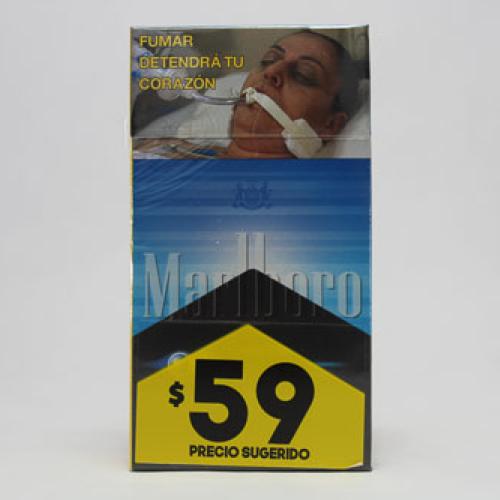 FUMAR
DETENDRÁ TU
CORAZÓN
Marlboro
$59
PRECIO SUGERIDO